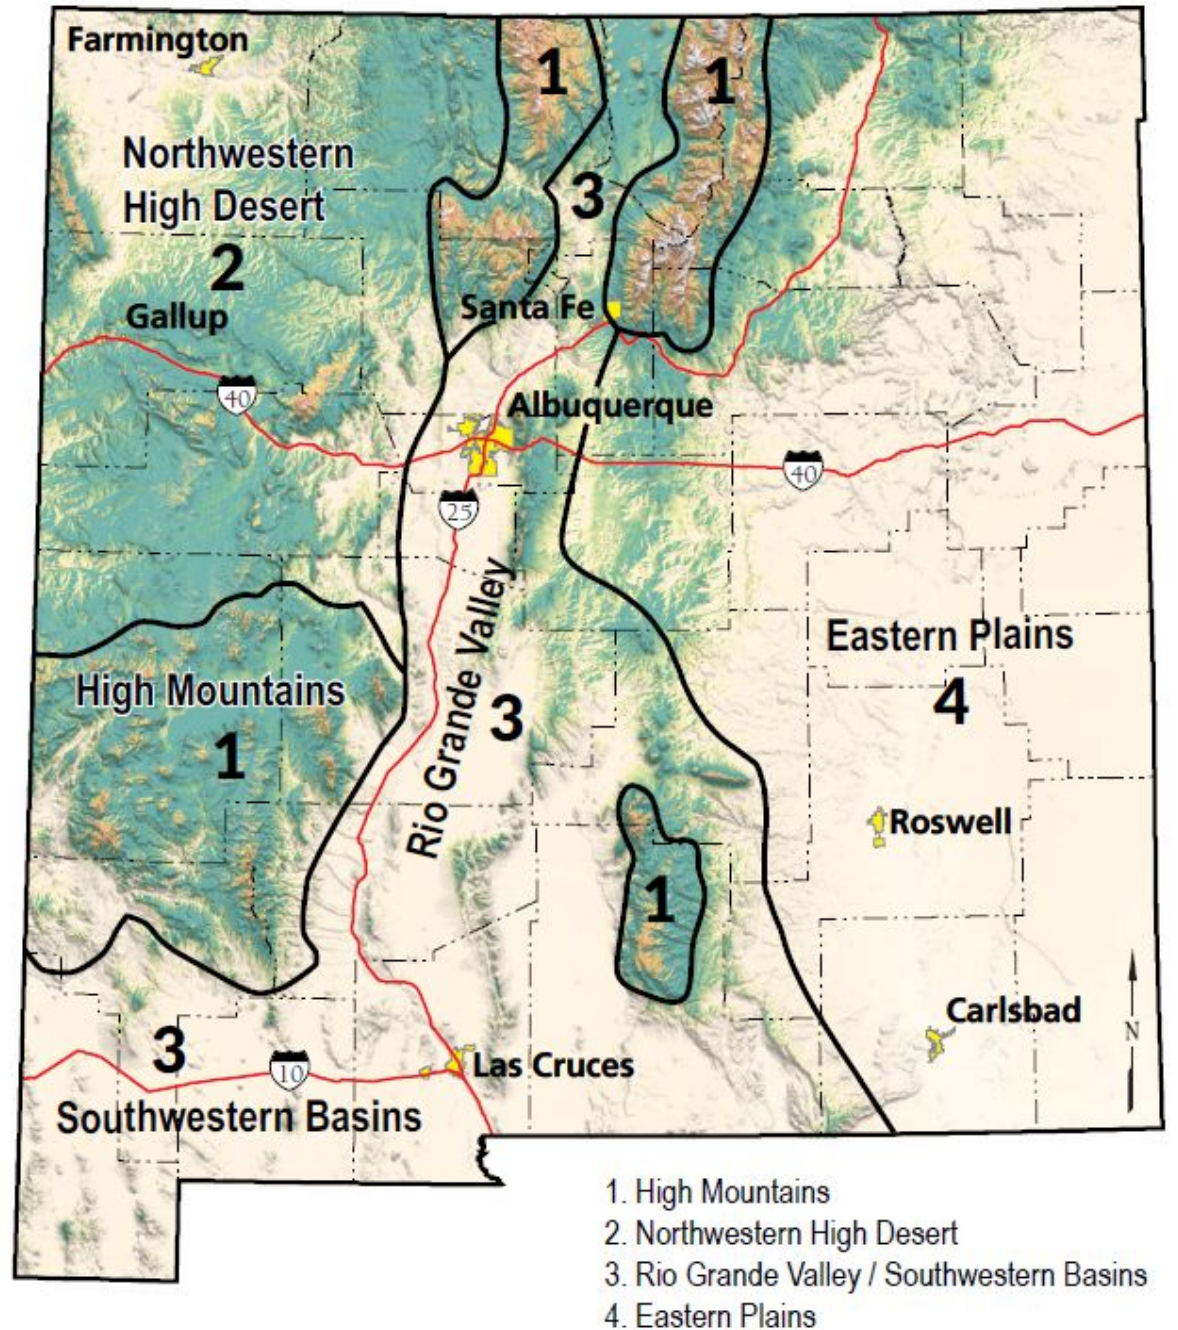 Farmington
1
1
Northwestern
High Desert
3
2
Santa Fe
Gallup
40
Albuquerque
40
25
Rio Grande Valley
Eastern Plains
High Mountains
4
3
1
Roswell
1
Carlsbad
N
3
Las Cruces
10
Southwestern Basins
1. High Mountains
2. Northwestern High Desert
3. Rio Grande Valley / Southwestern Basins
4. Eastern Plains